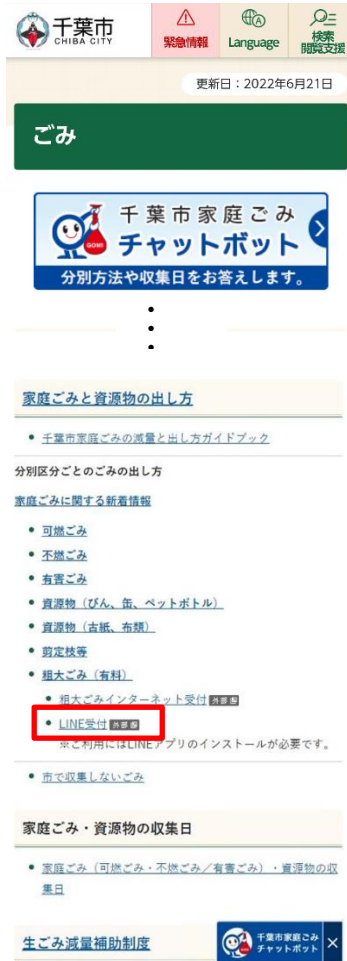 千葉市
CHIBA CITY
緊急情報
Language
検索
閲覧支援
更新日：2022年6月21日
ごみ
千葉市家庭ごみ
チャットボット
GOMI
分別方法や収集日をお答えします。
家庭ごみと資源物の出し方
千葉市家庭ごみの減量と出し方ガイドブック
分別区分ごとのごみの出し方
家庭ごみに関する新着情報
可燃ごみ
不燃ごみ
有害ごみ
資源物（びん、缶、ペットボトル）
資源物（古紙、布類）
剪定枝等
粗大ごみ（有料）
粗大ごみインターネット受付 外部
LINE受付 外部
※ご利用にはLINEアプリのインストールが必要です。
市で収集しないごみ
家庭ごみ・資源物の収集日
家庭ごみ（可燃ごみ・不燃ごみ／有害ごみ）・資源物の収
集日
生ごみ減量補助制度
千葉市家庭ごみ
チャットボット